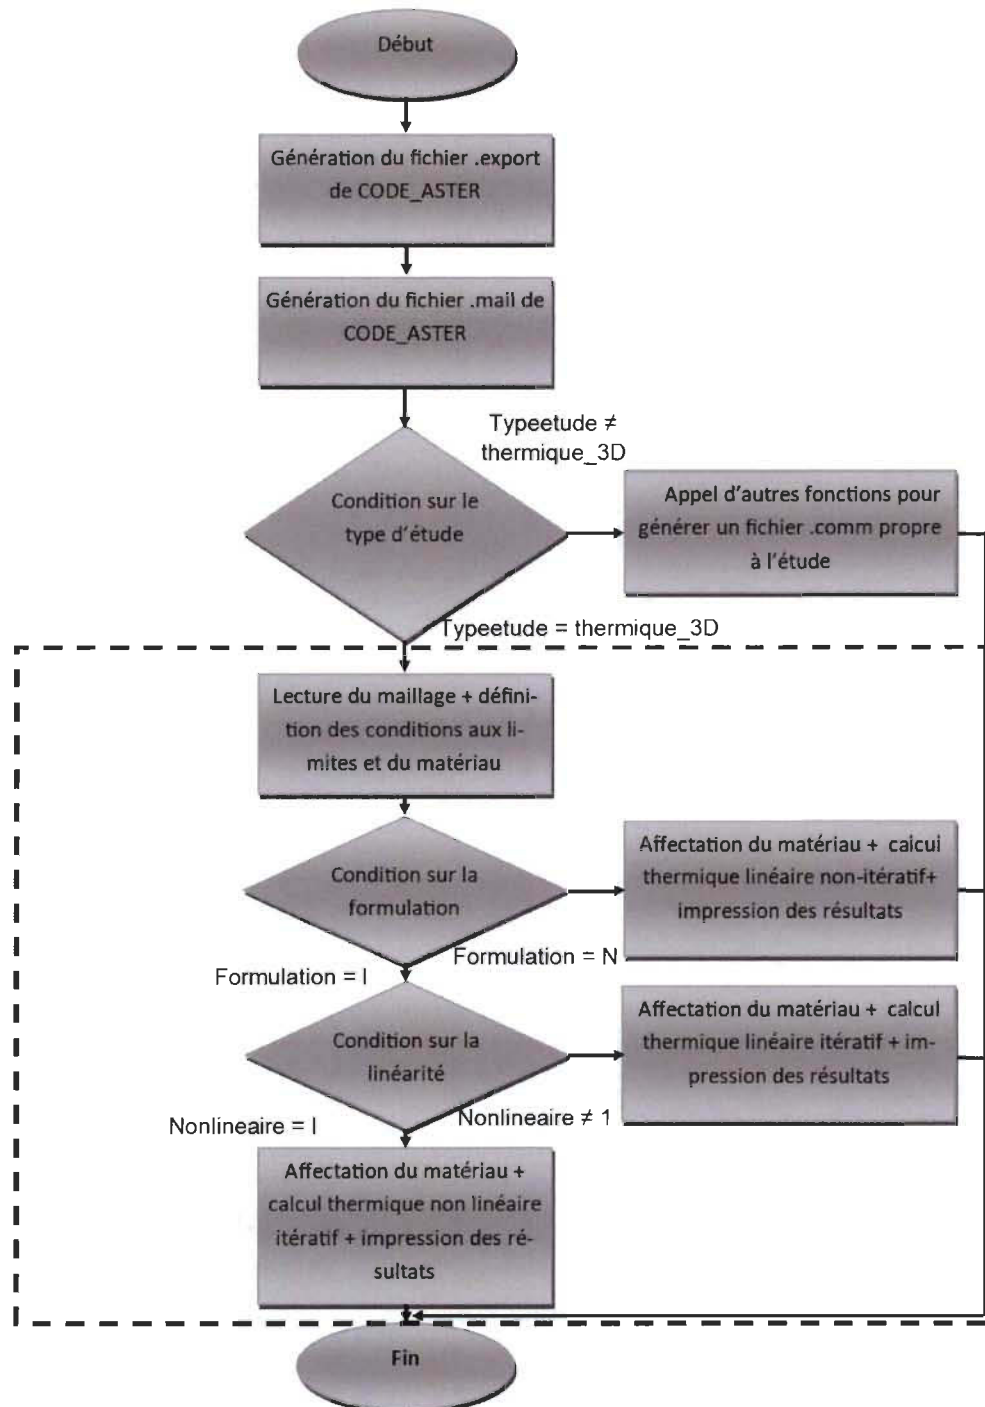 Début
Génération du fichier .export
de CODE_ASTER
Génération du fichier .mail de
CODE_ASTER
Typeetude ≠
thermique_3D
Condition sur le
type d'étude
Appel d'autres fonctions pour
générer un fichier .comm propre
à l'étude
Typeetude = thermique_3D
Lecture du maillage + défini-
tion des conditions aux li-
mites et du matériau
Condition sur la
formulation
Affectation du matériau + calcul
thermique linéaire non-itératif+
impression des résultats
Formulation = N
Formulation = I
Condition sur la
linéarité
Affectation du matériau + calcul
thermique linéaire itératif + im-
pression des résultats
Nonlineaire = I
Nonlineaire ≠ 1
Affectation du matériau +
calcul thermique non linéaire
itératif + impression des ré-
sultats
Fin